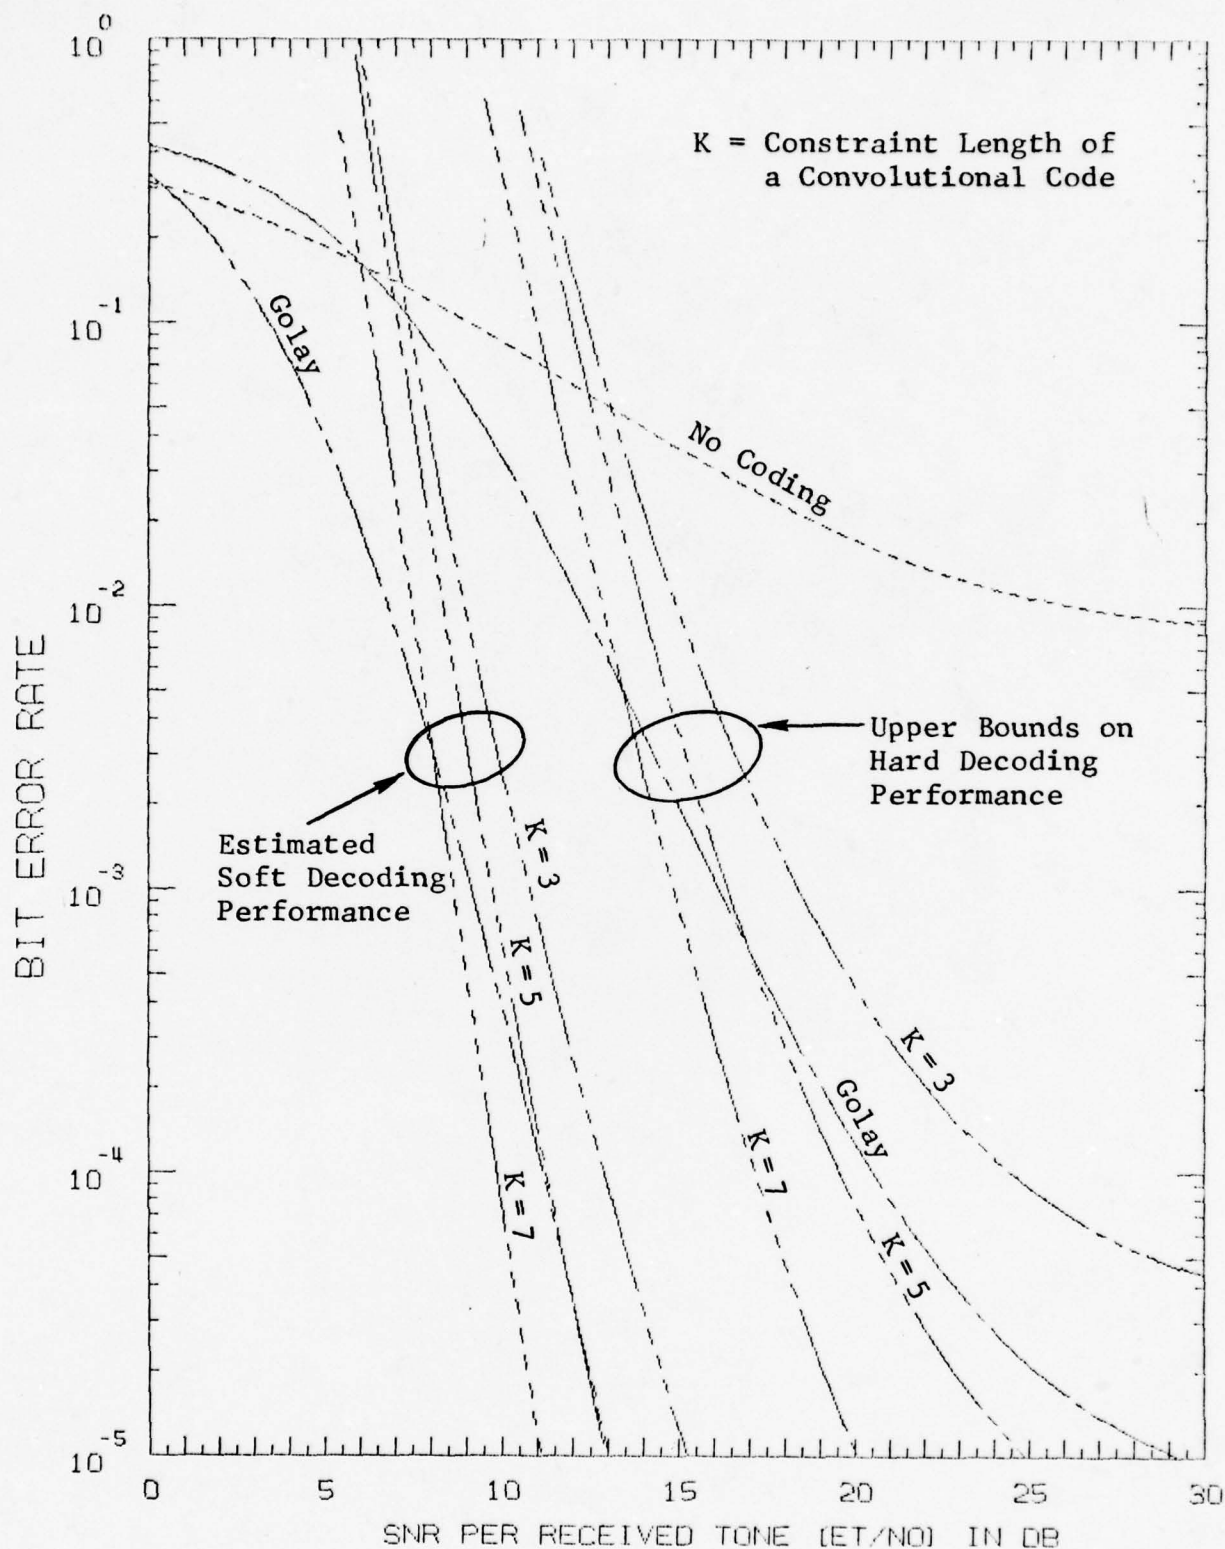 10^0
K = Constraint Length of
a Convolutional Code
10^-1
Golay
No Coding
10^-2
Upper Bounds on
Hard Decoding
Performance
Estimated
Soft Decoding
Performance
K=3
10^-3
K=5
K=3
Golay
K=7
K=7
K=5
10^-4
10^-5
BIT ERROR RATE
0 5 10 15 20 25 30
SNR PER RECEIVED TONE [ET/NO] IN DB